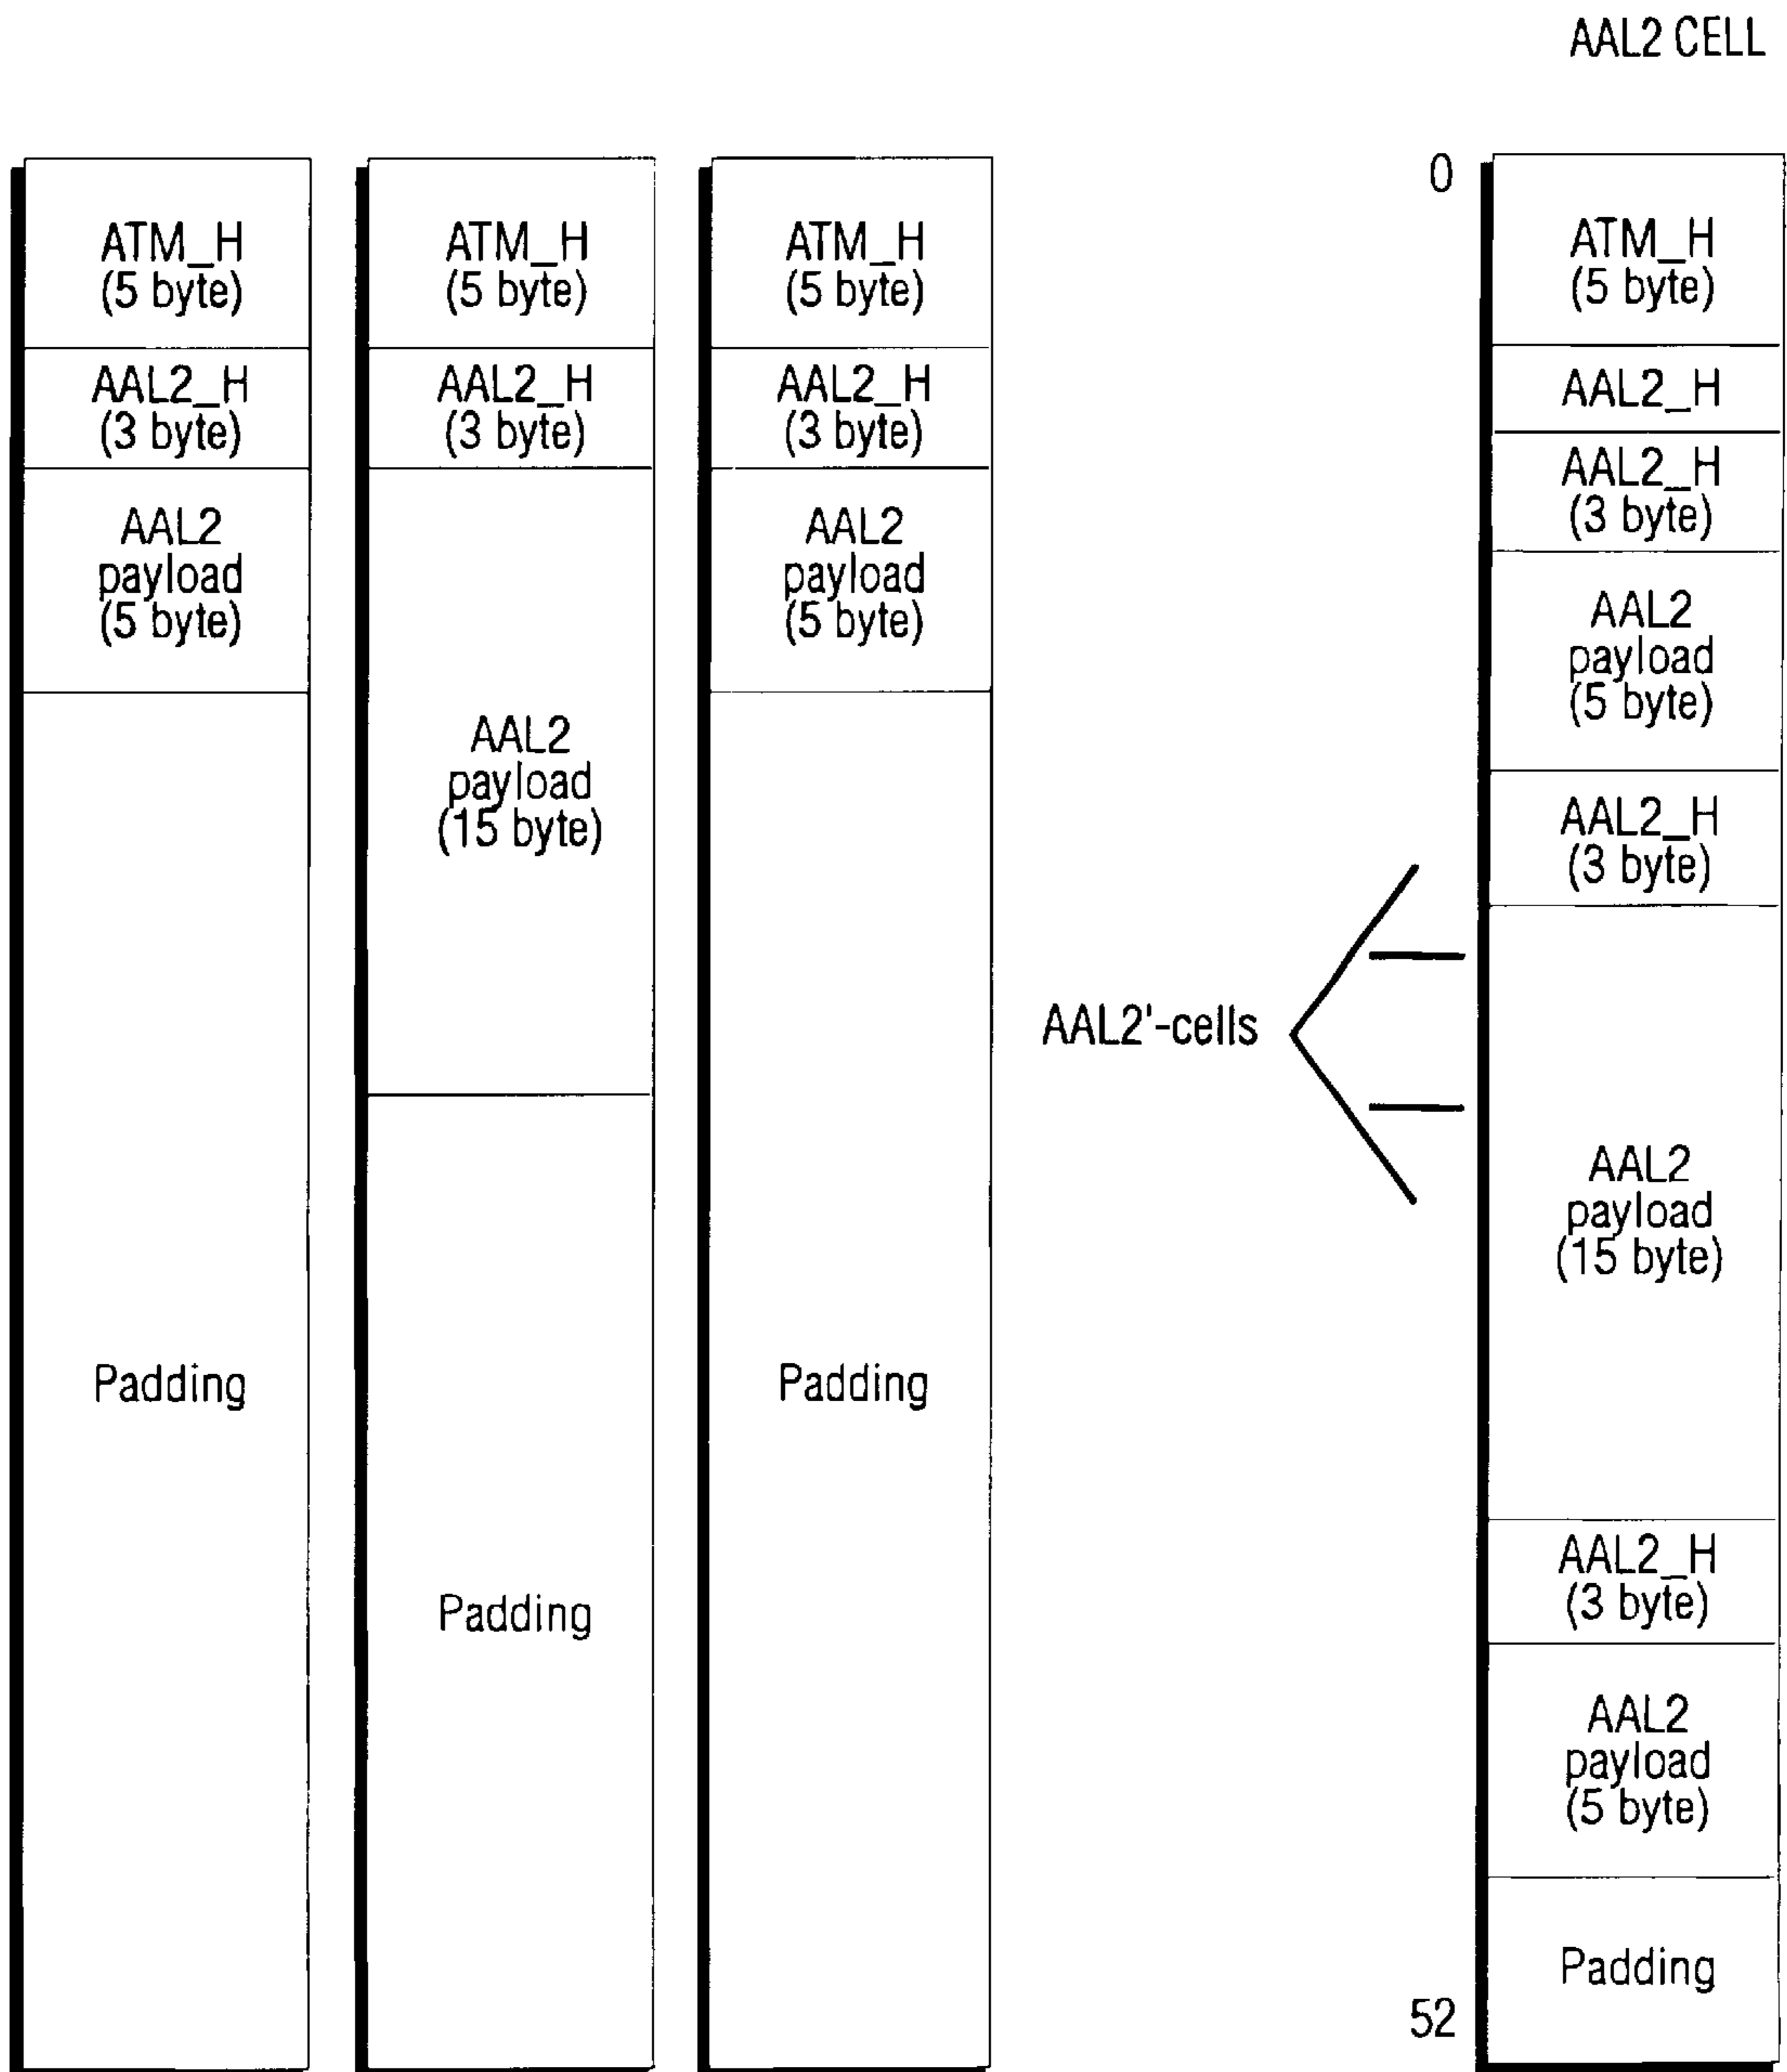 AAL2 CELL
ATM_H
(5 byte)
AAL2_H
(3 byte)
AAL2
payload
(5 byte)
Padding
ATM_H
(5 byte)
AAL2_H
(3 byte)
AAL2
payload
(15 byte)
Padding
ATM_H
(5 byte)
AAL2_H
(3 byte)
AAL2
payload
(5 byte)
Padding
AAL2'-cells
0
52
ATM_H
(5 byte)
AAL2_H
AAL2_H
(3 byte)
AAL2
payload
(5 byte)
AAL2_H
(3 byte)
AAL2
payload
(15 byte)
AAL2_H
(3 byte)
AAL2
payload
(5 byte)
Padding